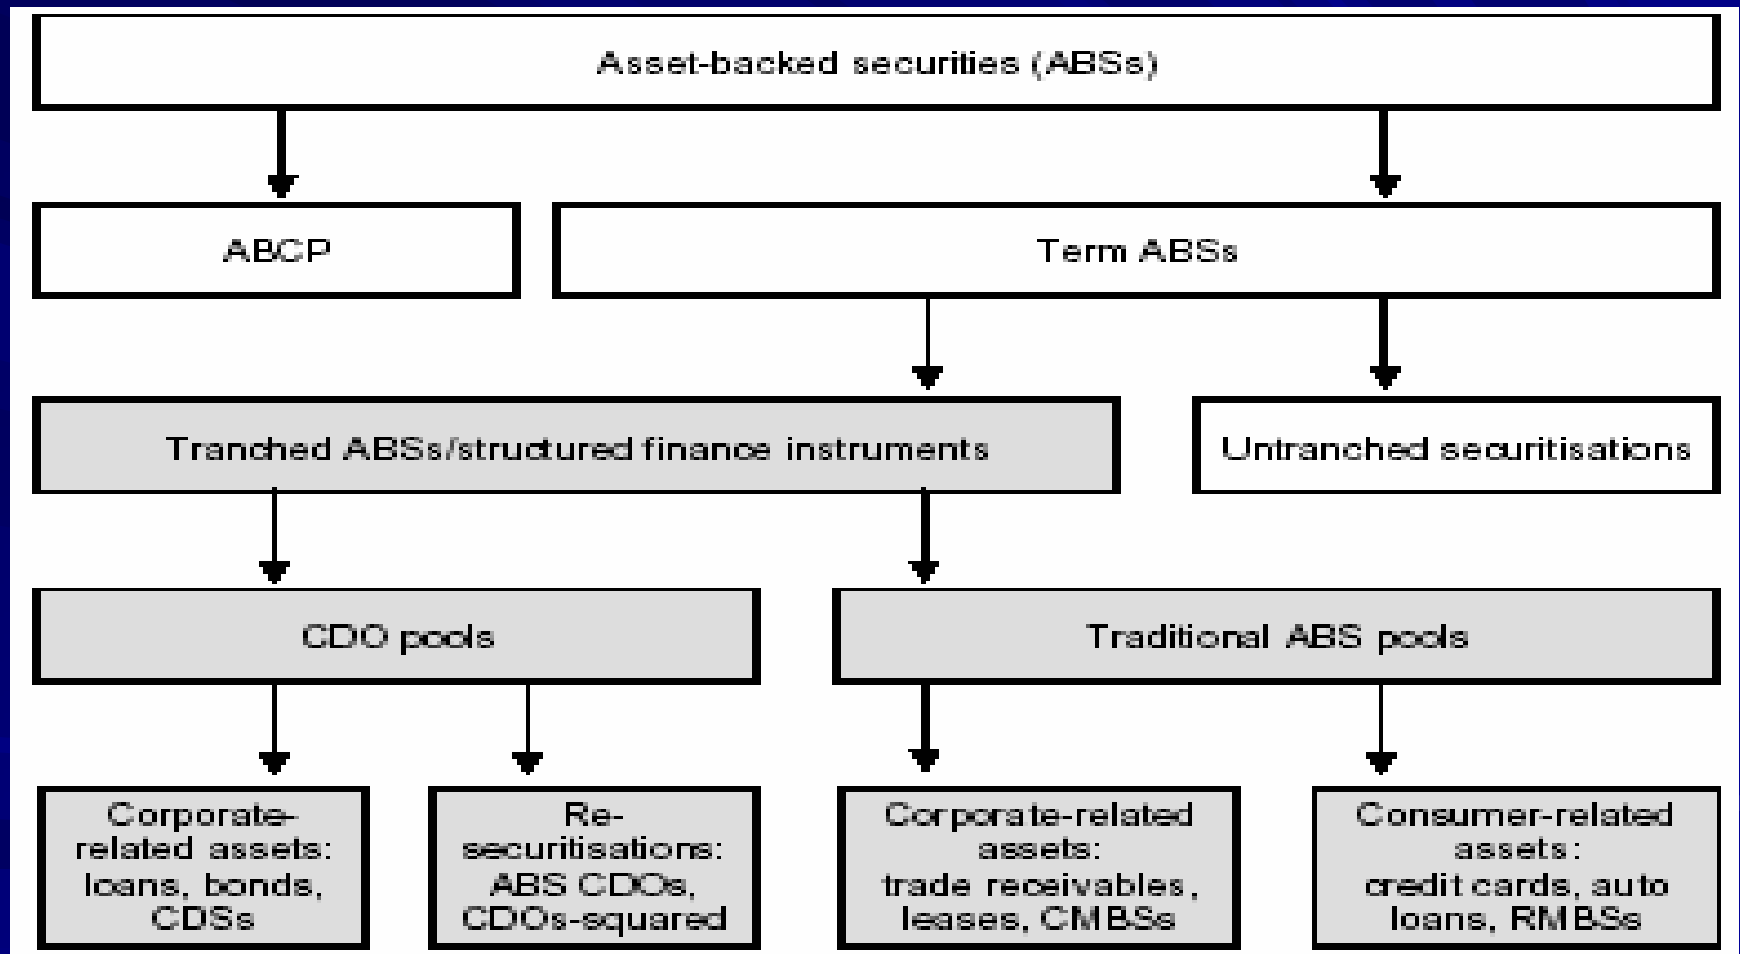 Asset-backed securities (ABSs)
ABCP
Term ABSs
Tranched ABSs/structured finance instruments
Untranched securitisations
CDO pools
Traditional ABS pools
Corporate-
related assets:
loans, bonds,
CDSs
Re-
securitisations:
ABS CDOs,
CDOs-squared
Corporate-related
assets:
trade receivables,
leases, CMBSs
Consumer-related
assets:
credit cards, auto
loans, RMBSs